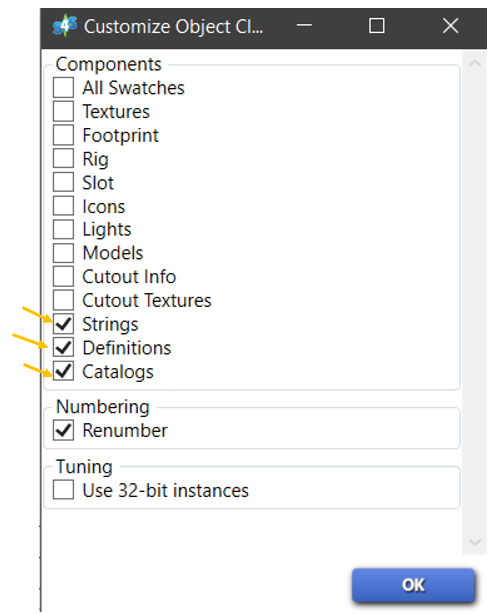 S4S Customize Object Cl...
Components
All Swatches
Textures
Footprint
Rig
Slot
Icons
Lights
Models
Cutout Info
Cutout Textures
Strings
Definitions
Catalogs
Numbering
Renumber
Tuning
Use 32-bit instances
OK